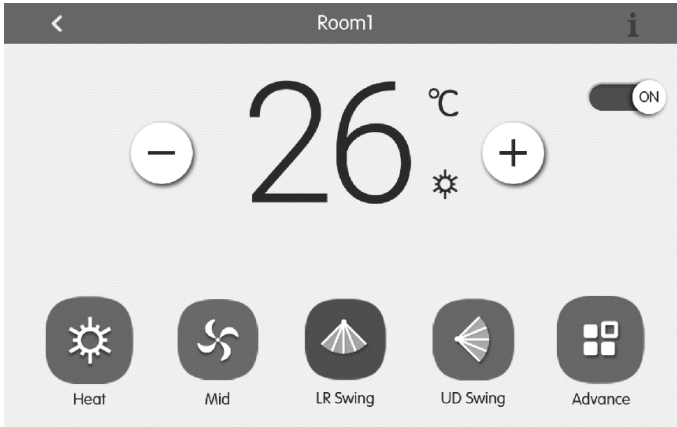 Room1
26 °C
ON
Heat
Mid
LR Swing
UD Swing
Advance